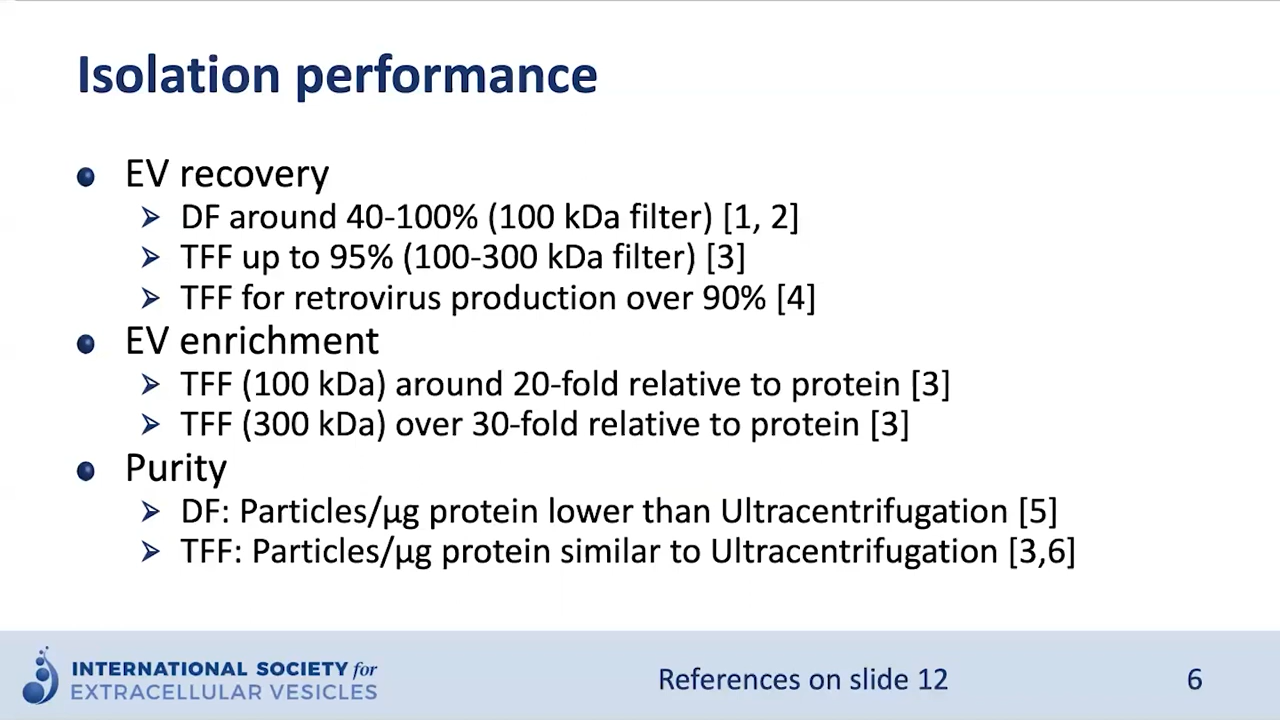 Isolation performance
EV recovery
DF around 40-100% (100 kDa filter) [1, 2]
TFF up to 95% (100-300 kDa filter) [3]
TFF for retrovirus production over 90% [4]
EV enrichment
TFF (100 kDa) around 20-fold relative to protein [3]
TFF (300 kDa) over 30-fold relative to protein [3]
Purity
DF: Particles/µg protein lower than Ultracentrifugation [5]
TFF: Particles/µg protein similar to Ultracentrifugation [3,6]
INTERNATIONAL SOCIETY for
EXTRACELLULAR VESICLES
References on slide 12
6